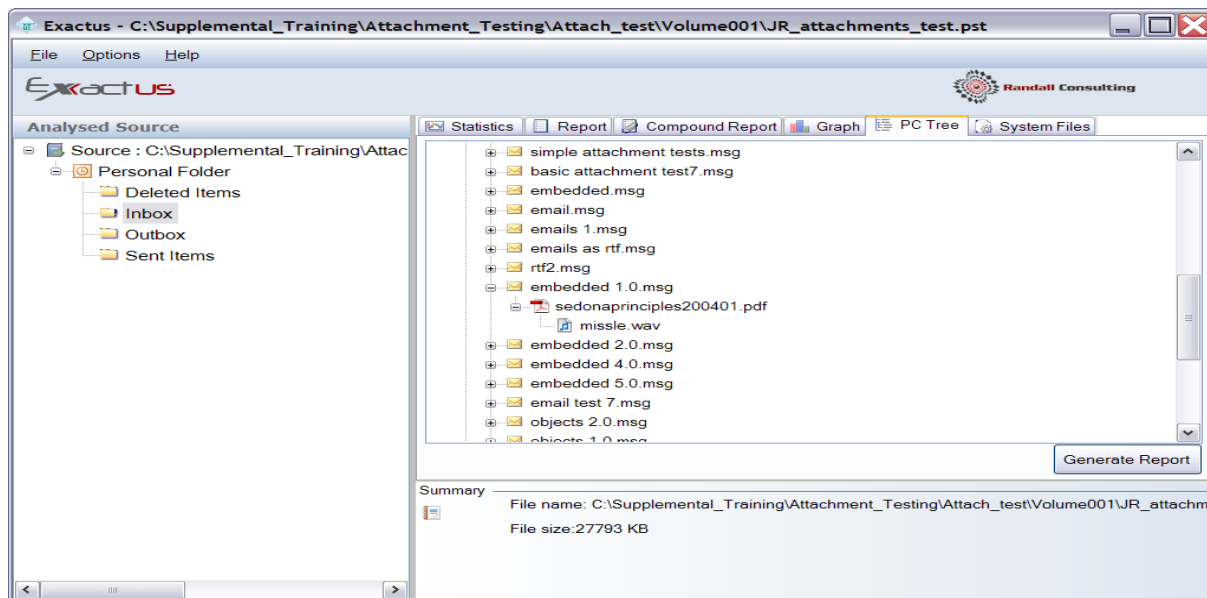 Exactus - C:\Supplemental_Training\Attachment_Testing\Attach_test\Volume001\JR_attachments_test.pst
File Options Help
Exactus
Randall Consulting
Analysed Source
Source : C:\Supplemental_Training\Attac
Personal Folder
Deleted Items
Inbox
Outbox
Sent Items
Statistics Report Compound Report Graph PC Tree System Files
simple attachment tests.msg
basic attachment test7.msg
embedded.msg
email.msg
emails 1.msg
emails as rtf.msg
rtf2.msg
embedded 1.0.msg
sedonaprinciples200401.pdf
missle.wav
embedded 2.0.msg
embedded 4.0.msg
embedded 5.0.msg
email test 7.msg
objects 2.0.msg
objects 1.0.msg
Generate Report
Summary
File name: C:\Supplemental_Training\Attachment_Testing\Attach_test\Volume001\JR_attachm
File size:27793 KB